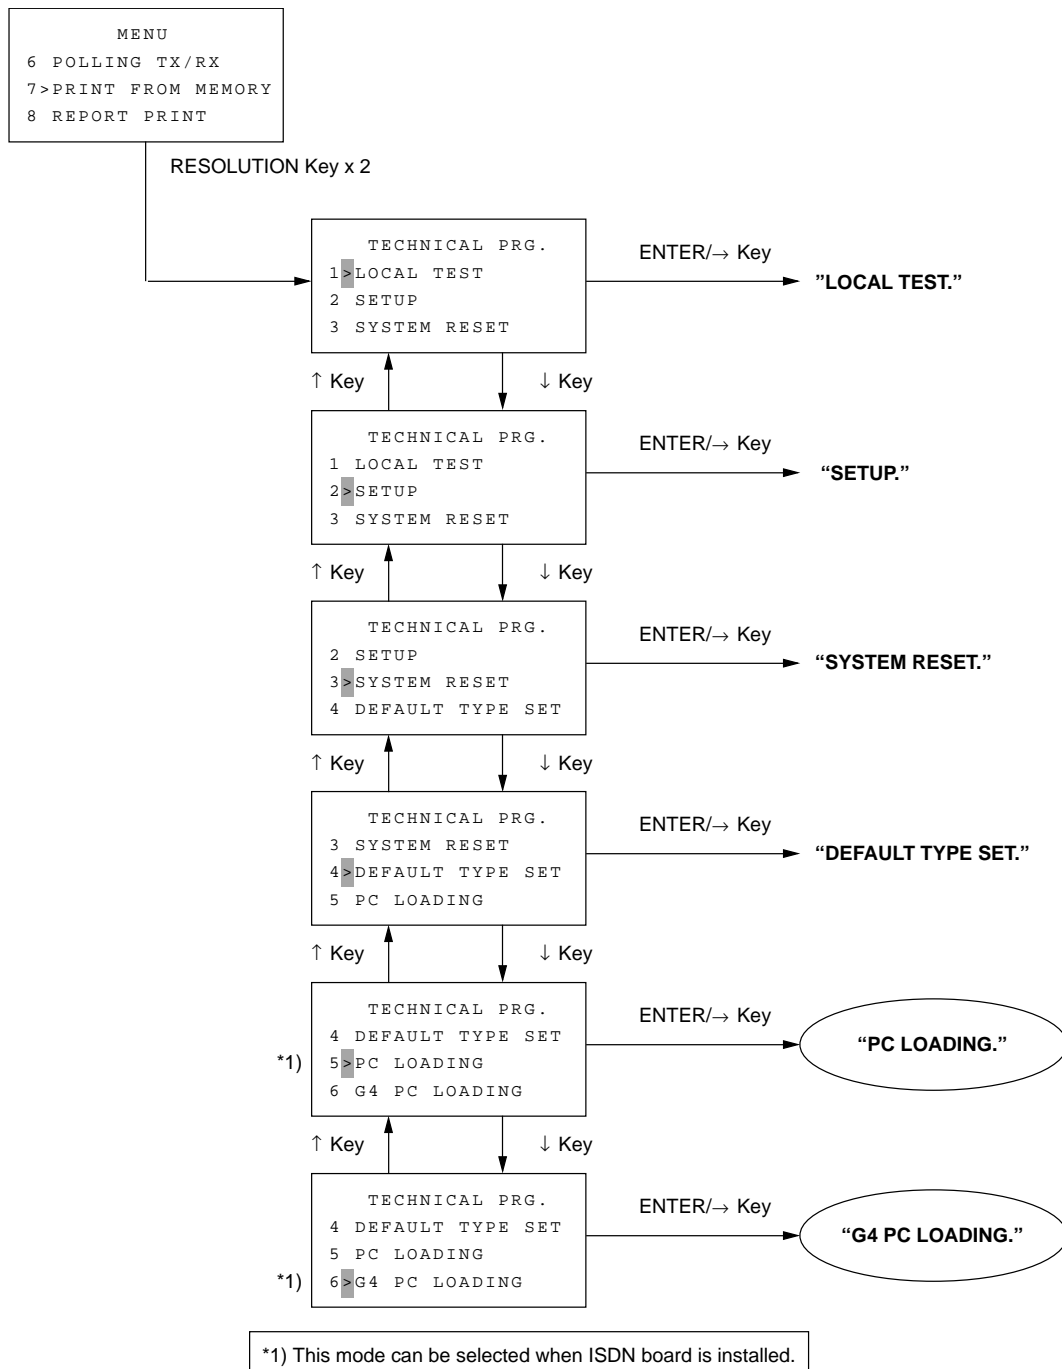 MENU
6 POLLING TX/RX
7>PRINT FROM MEMORY
8 REPORT PRINT
RESOLUTION Key x 2
TECHNICAL PRG.
1>LOCAL TEST
2 SETUP
3 SYSTEM RESET
ENTER/→ Key
”LOCAL TEST.”
↑ Key
↓ Key
TECHNICAL PRG.
1 LOCAL TEST
2>SETUP
3 SYSTEM RESET
ENTER/→ Key
“SETUP.”
↑ Key
↓ Key
TECHNICAL PRG.
2 SETUP
3>SYSTEM RESET
4 DEFAULT TYPE SET
ENTER/→ Key
“SYSTEM RESET.”
↑ Key
↓ Key
TECHNICAL PRG.
3 SYSTEM RESET
4>DEFAULT TYPE SET
5 PC LOADING
ENTER/→ Key
“DEFAULT TYPE SET.”
↑ Key
↓ Key
TECHNICAL PRG.
4 DEFAULT TYPE SET
*1) 5>PC LOADING
6 G4 PC LOADING
ENTER/→ Key
“PC LOADING.”
↑ Key
↓ Key
TECHNICAL PRG.
4 DEFAULT TYPE SET
5 PC LOADING
*1) 6>G4 PC LOADING
ENTER/→ Key
“G4 PC LOADING.”
*1) This mode can be selected when ISDN board is installed.